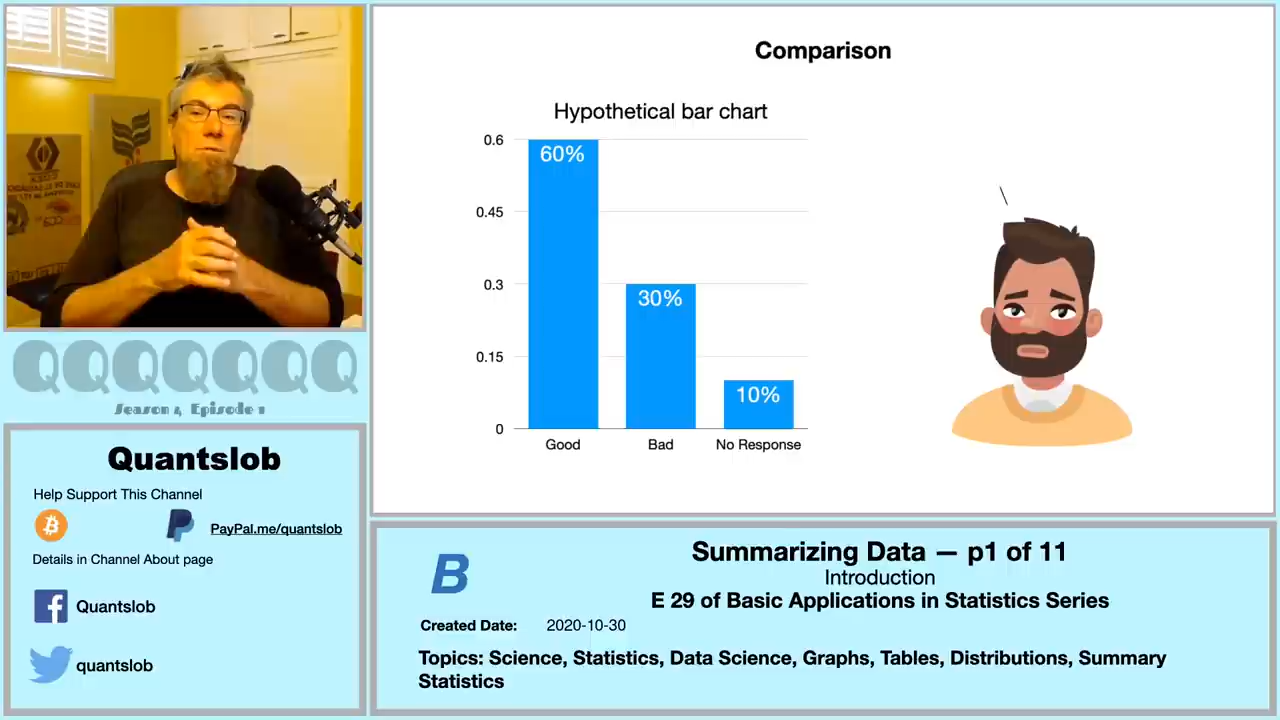 Comparison
Hypothetical bar chart
0.6
0.45
0.3
0.15
0
60%
30%
10%
Good
Bad
No Response
QQQQQQQ
Season 4, Episode 1
Quantslob
Help Support This Channel
PayPal.me/quantslob
Details in Channel About page
Quantslob
quantslob
B
Summarizing Data — p1 of 11
Introduction
E 29 of Basic Applications in Statistics Series
Created Date: 2020-10-30
Topics: Science, Statistics, Data Science, Graphs, Tables, Distributions, Summary
Statistics